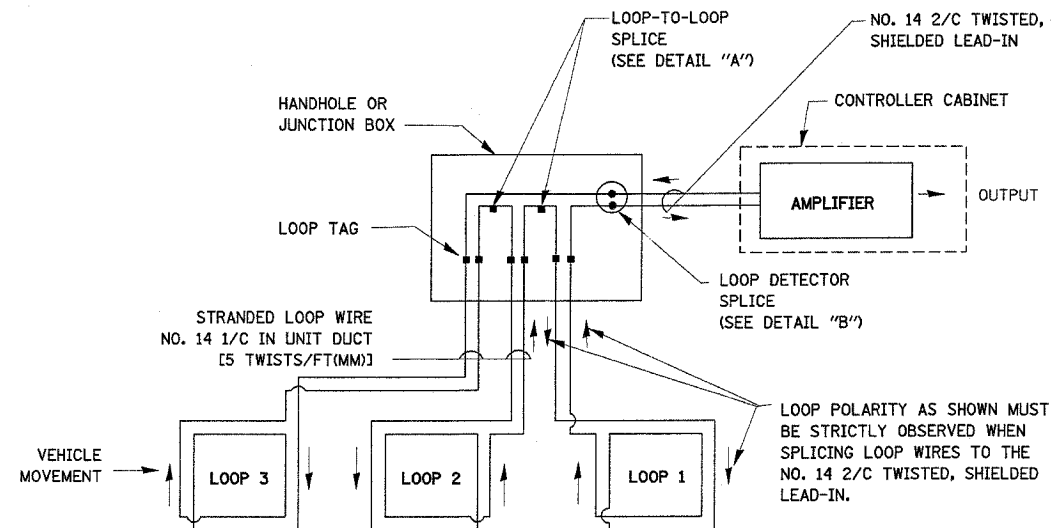 LOOP-TO-LOOP
SPLICE
(SEE DETAIL "A")
NO. 14 2/C TWISTED,
SHIELDED LEAD-IN
HANDHOLE OR
JUNCTION BOX
CONTROLLER CABINET
AMPLIFIER
OUTPUT
LOOP TAG
LOOP DETECTOR
SPLICE
(SEE DETAIL "B")
STRANDED LOOP WIRE
NO. 14 1/C IN UNIT DUCT
[5 TWISTS/FT(MM)]
LOOP POLARITY AS SHOWN MUST
BE STRICTLY OBSERVED WHEN
SPLICING LOOP WIRES TO THE
NO. 14 2/C TWISTED, SHIELDED
LEAD-IN.
VEHICLE
MOVEMENT
LOOP 3
LOOP 2
LOOP 1